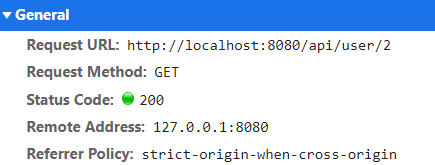 General
Request URL: http://localhost:8080/api/user/2
Request Method: GET
Status Code: 200
Remote Address: 127.0.0.1:8080
Referrer Policy: strict-origin-when-cross-origin